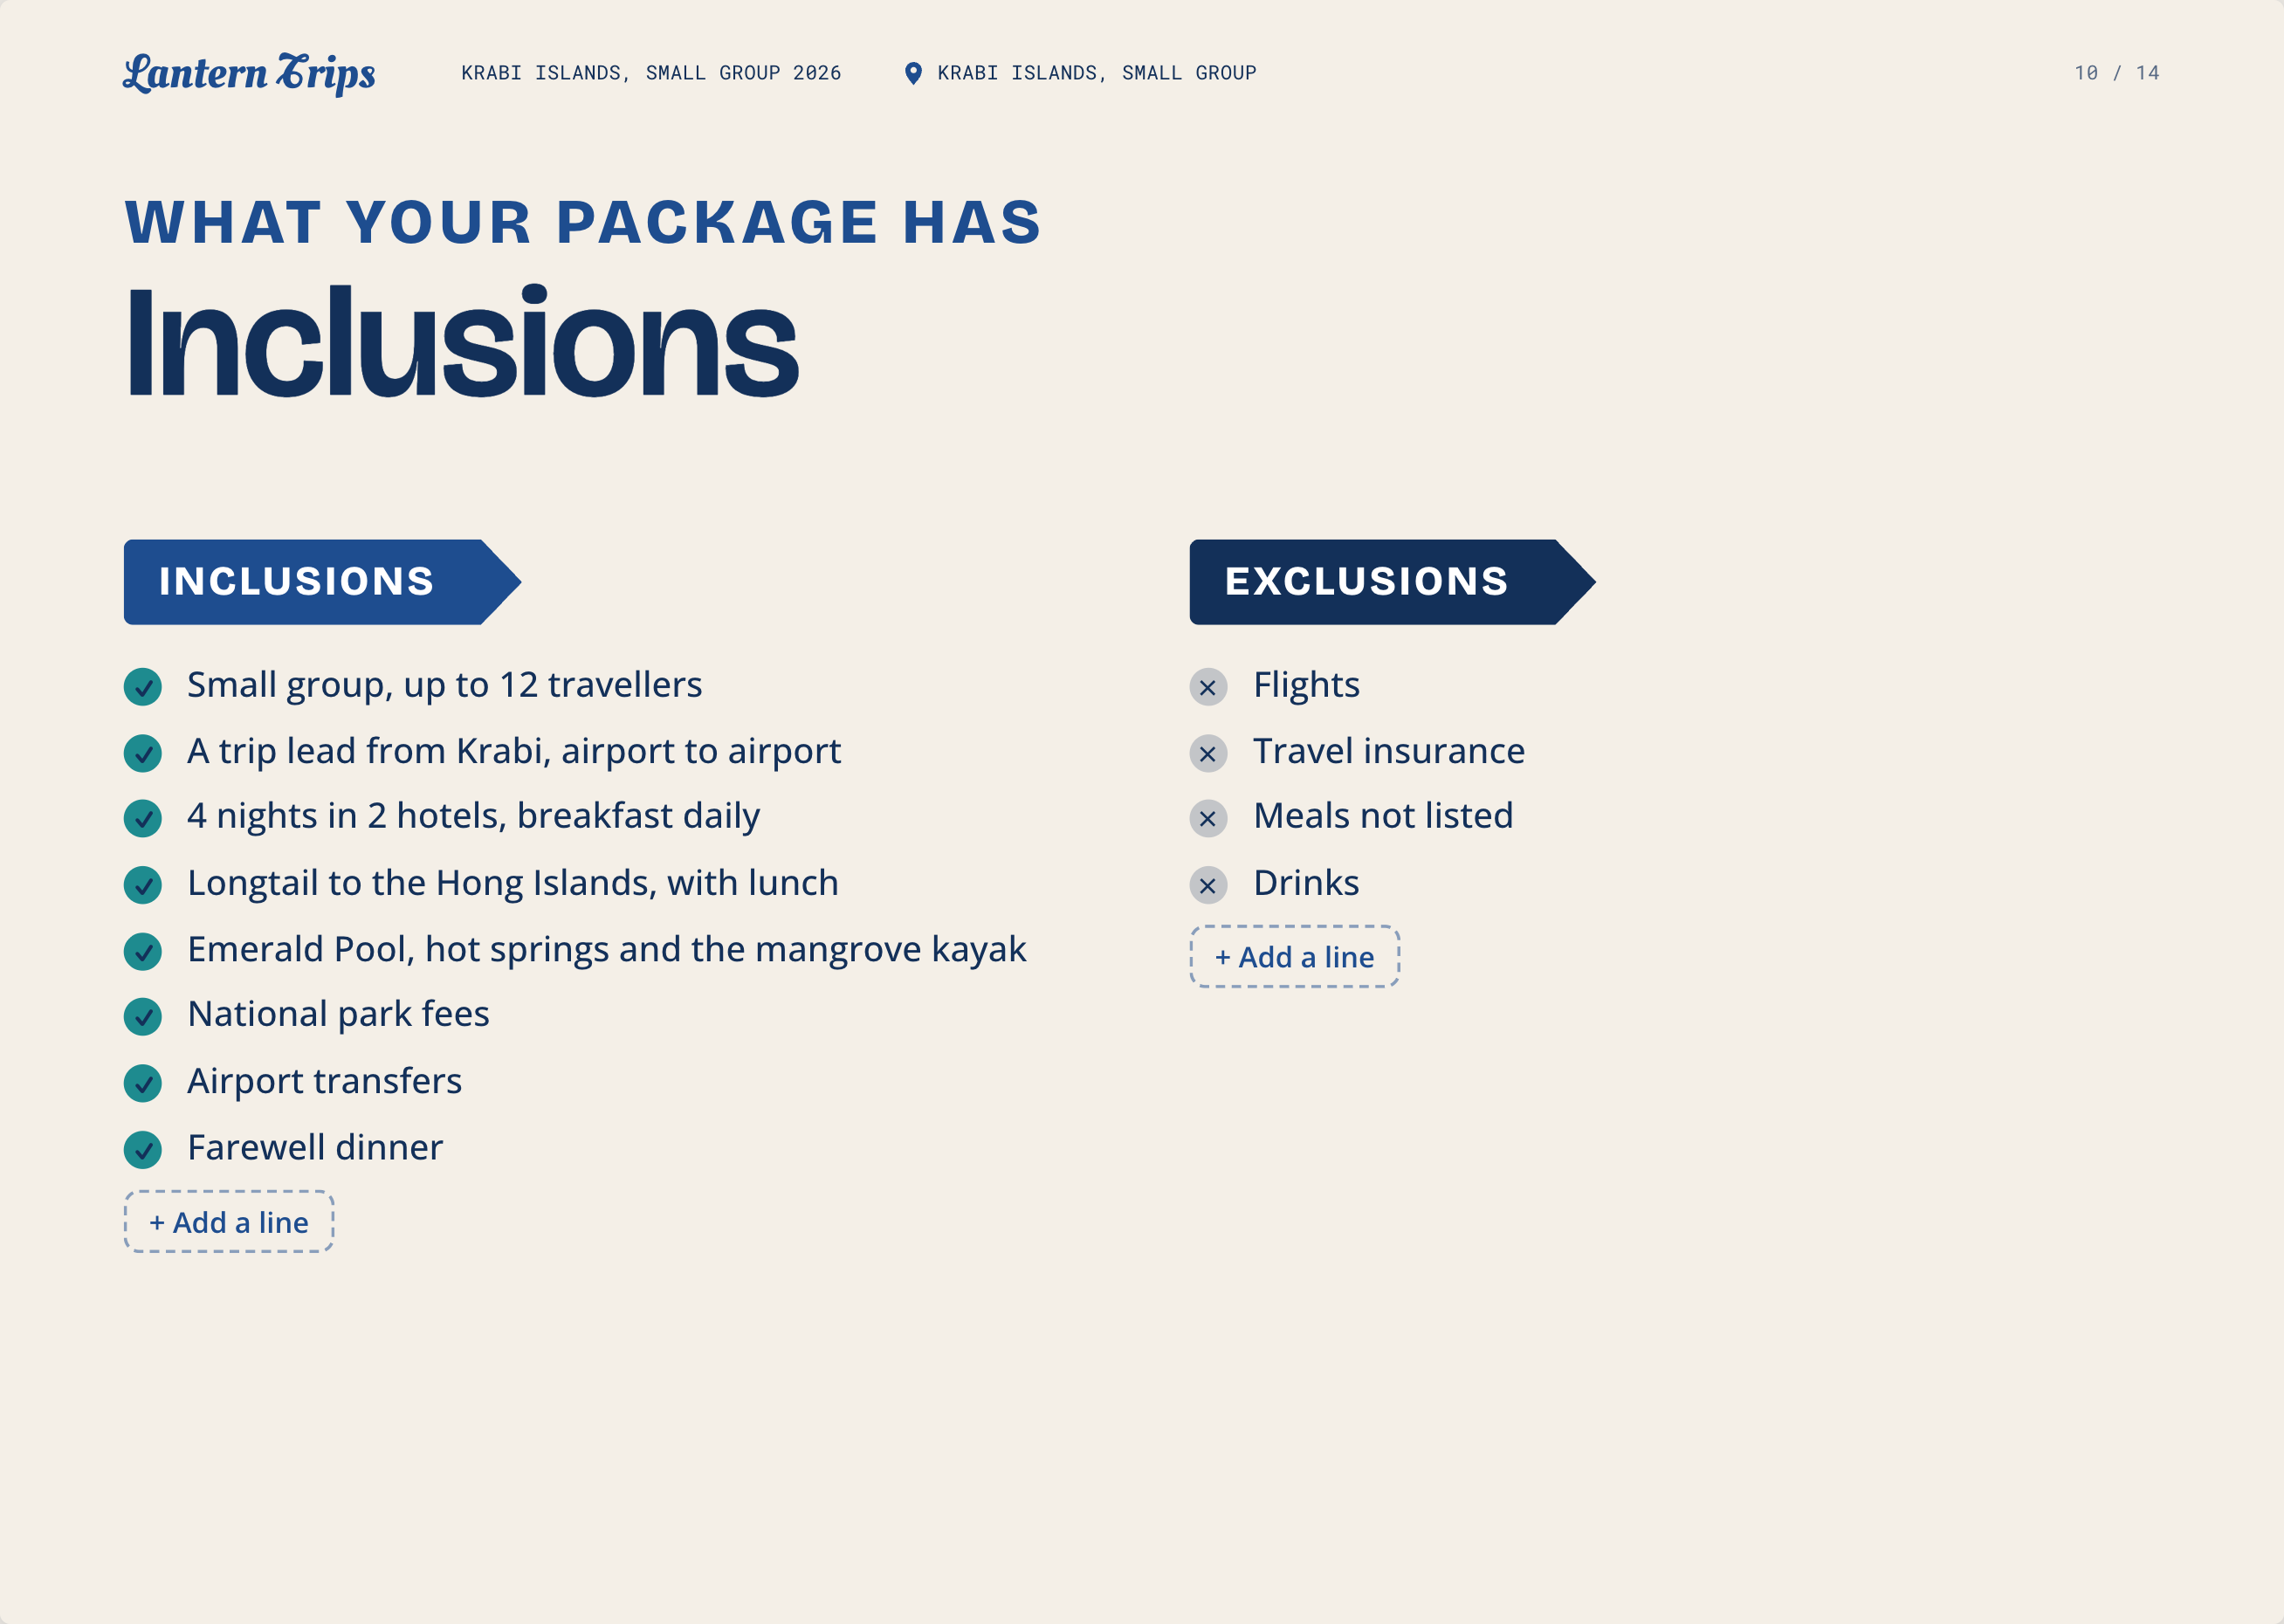 Lantern Trips
KRABI ISLANDS, SMALL GROUP 2026
KRABI ISLANDS, SMALL GROUP
10 / 14
WHAT YOUR PACKAGE HAS
Inclusions
INCLUSIONS
Small group, up to 12 travellers
A trip lead from Krabi, airport to airport
4 nights in 2 hotels, breakfast daily
Longtail to the Hong Islands, with lunch
Emerald Pool, hot springs and the mangrove kayak
National park fees
Airport transfers
Farewell dinner
+ Add a line
EXCLUSIONS
Flights
Travel insurance
Meals not listed
Drinks
+ Add a line